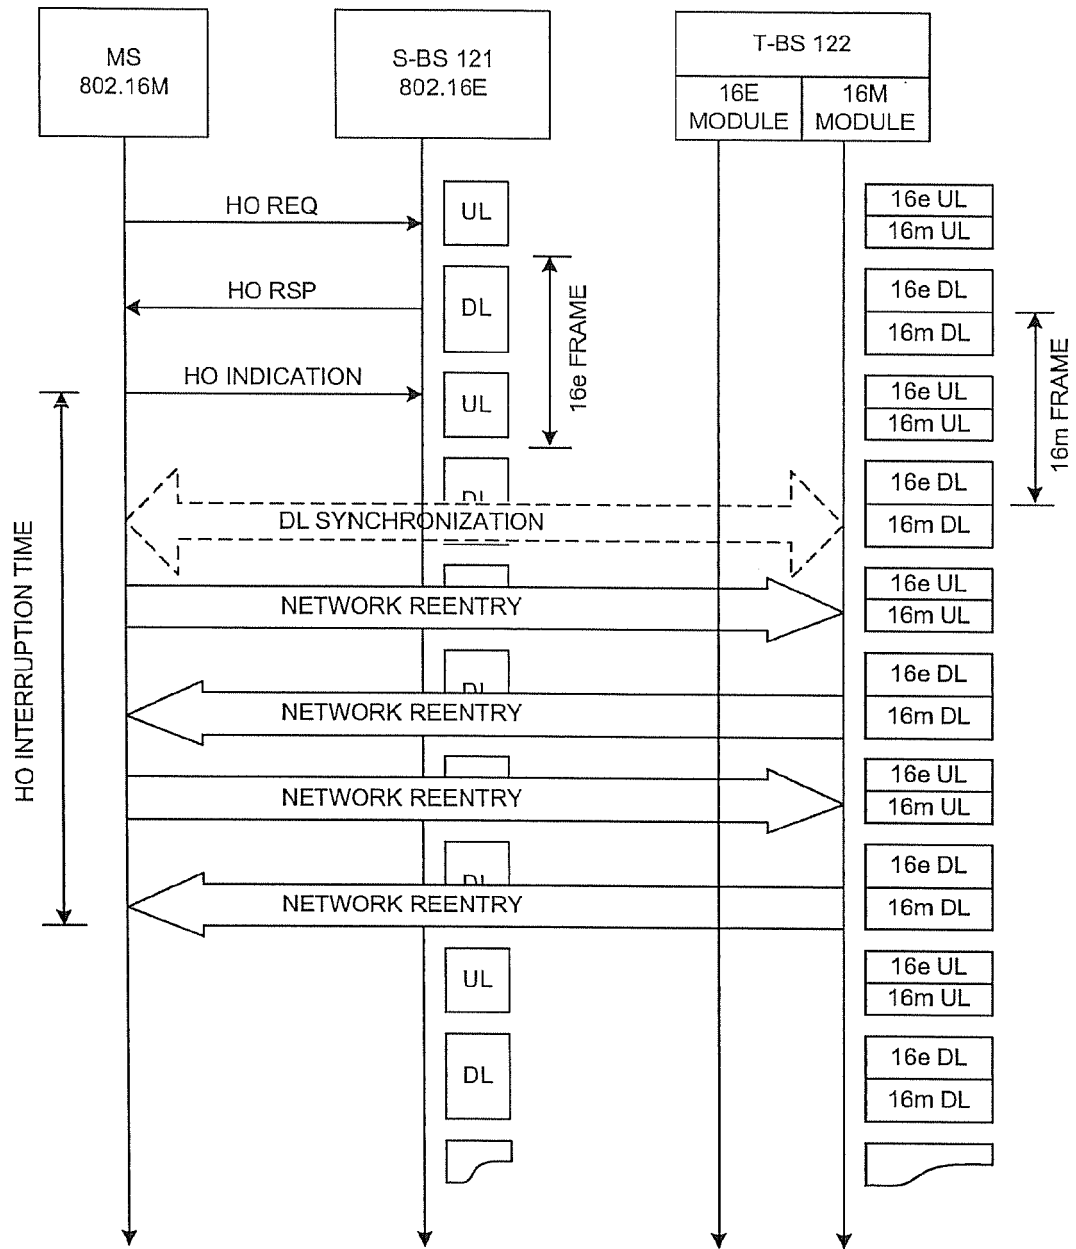 MS
802.16M
S-BS 121
802.16E
T-BS 122
16E
MODULE
16M
MODULE
HO REQ
UL
16e UL
16m UL
HO RSP
DL
16e FRAME
16e DL
16m DL
16m FRAME
HO INDICATION
UL
16e UL
16m UL
HO INTERRUPTION TIME
DL
DL SYNCHRONIZATION
16e DL
16m DL
NETWORK REENTRY
16e UL
16m UL
DL
NETWORK REENTRY
16e DL
16m DL
NETWORK REENTRY
16e UL
16m UL
DL
NETWORK REENTRY
16e DL
16m DL
UL
16e UL
16m UL
DL
16e DL
16m DL